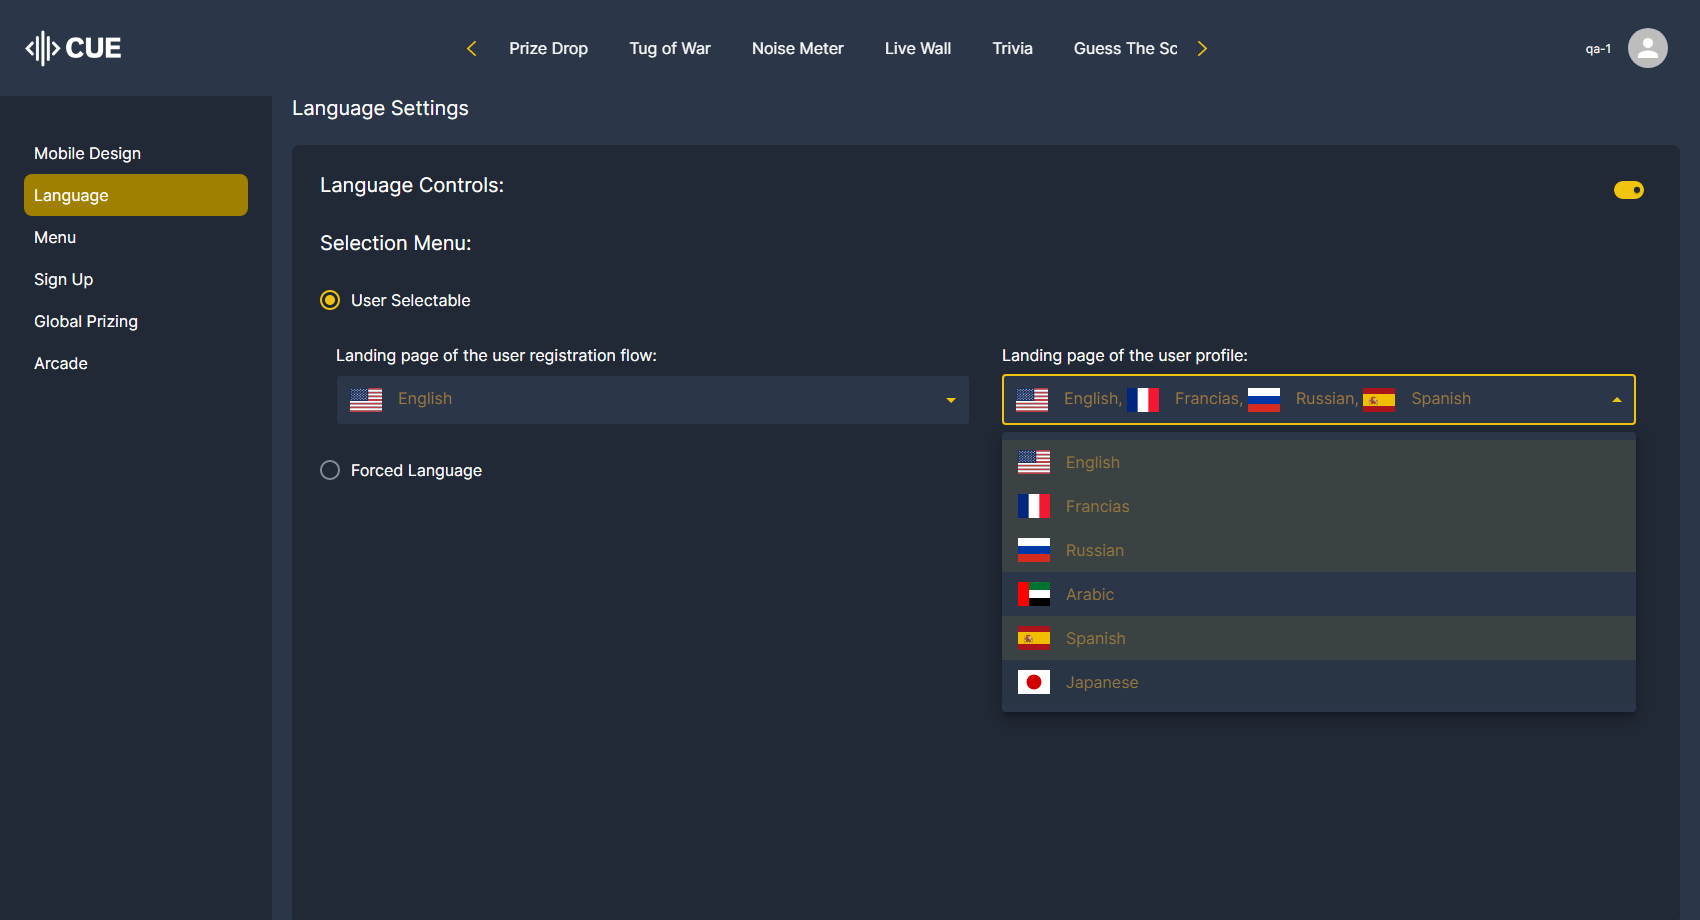 CUE
Prize Drop
Tug of War
Noise Meter
Live Wall
Trivia
Guess The Sc
qa-1
Mobile Design
Language
Menu
Sign Up
Global Prizing
Arcade
Language Settings
Language Controls:
Selection Menu:
User Selectable
Landing page of the user registration flow:
English
Landing page of the user profile:
English, Francias, Russian, Spanish
English
Francias
Russian
Arabic
Spanish
Japanese
Forced Language